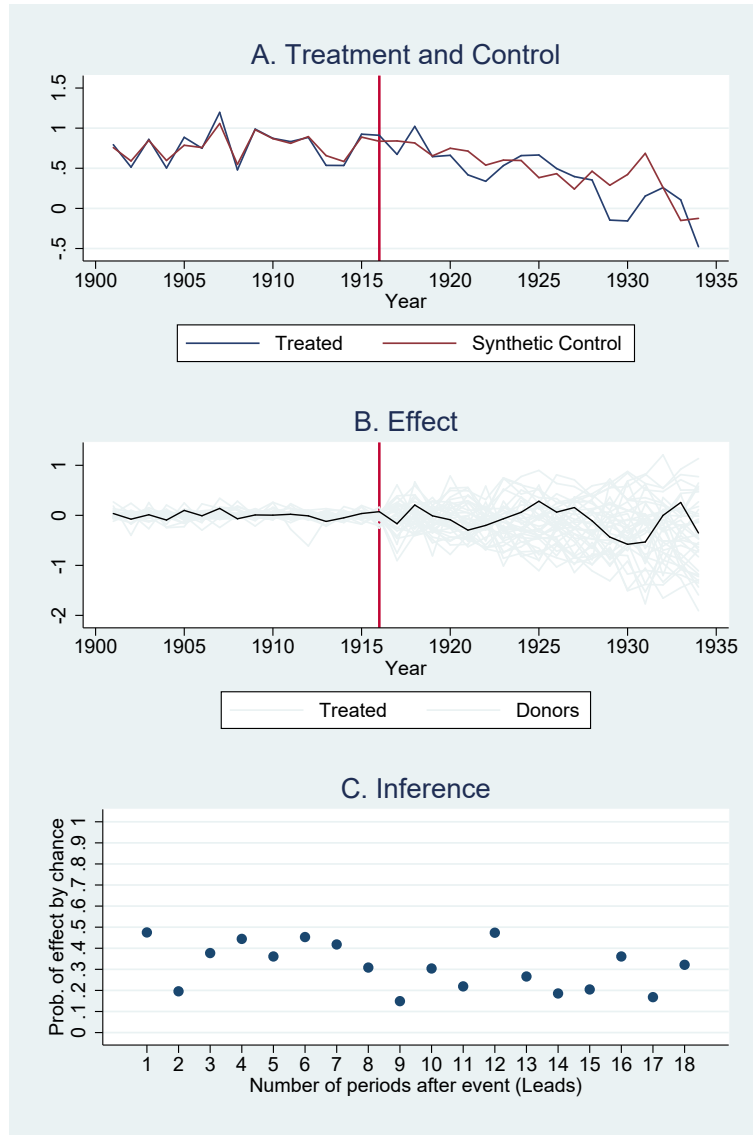 A. Treatment and Control
1.5
1
.5
0
-.5
1900 1905 1910 1915 1920 1925 1930 1935
Year
Treated Synthetic Control
B. Effect
1
0
-1
-2
1900 1905 1910 1915 1920 1925 1930 1935
Year
Treated Donors
C. Inference
Prob. of effect by chance
0 .1 .2 .3 .4 .5 .6 .7 .8 .9 1
1 2 3 4 5 6 7 8 9 10 11 12 13 14 15 16 17 18
Number of periods after event (Leads)